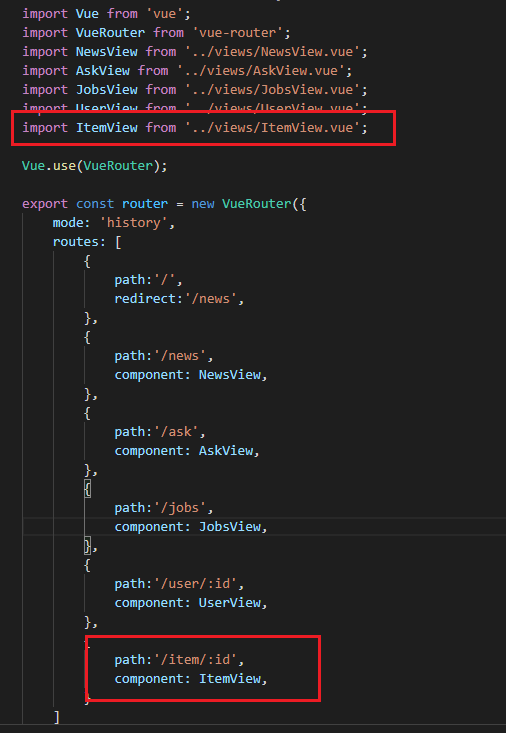 import Vue from 'vue';
import VueRouter from 'vue-router';
import NewsView from '../views/NewsView.vue';
import AskView from '../views/AskView.vue';
import JobsView from '../views/JobsView.vue';
import UserView from '../views/UserView.vue';
import ItemView from '../views/ItemView.vue';
Vue.use(VueRouter);
export const router = new VueRouter({
mode: 'history',
routes: [
{
path:'/',
redirect:'/news',
},
{
path:'/news',
component: NewsView,
},
{
path:'/ask',
component: AskView,
},
{
path:'/jobs',
component: JobsView,
},
{
path:'/user/:id',
component: UserView,
},
{
path:'/item/:id',
component: ItemView,
}
]